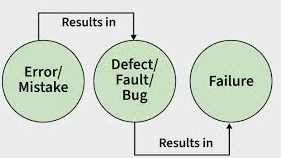 Results in
Error/
Mistake
Defect/
Fault/
Bug
Failure
Results in